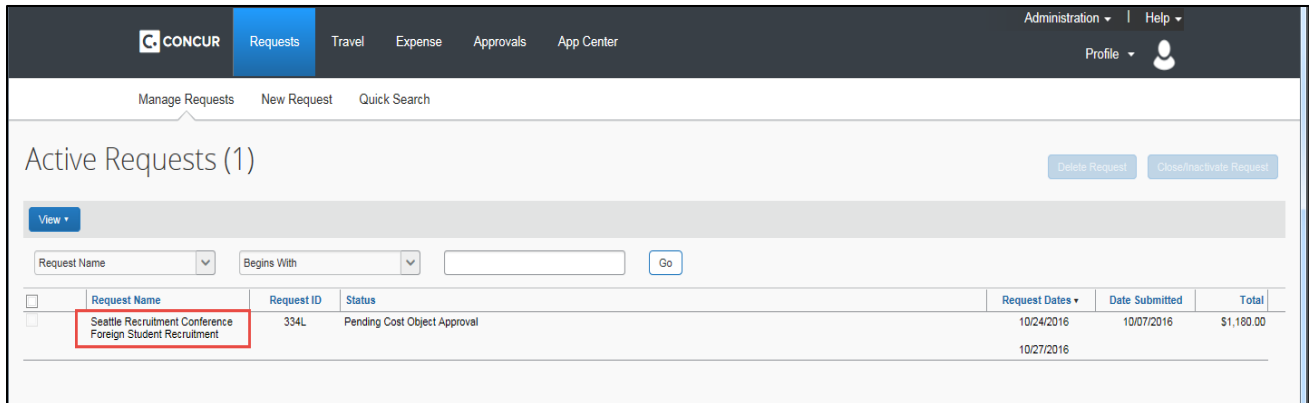 Administration | Help
C. CONCUR Requests Travel Expense Approvals App Center
Profile
Manage Requests New Request Quick Search
Active Requests (1)
Delete Request Close/Inactivate Request
View
Request Name Begins With Go
Request Name Request ID Status Request Dates Date Submitted Total
Seattle Recruitment Conference 334L Pending Cost Object Approval 10/24/2016 10/07/2016 $1,180.00
Foreign Student Recruitment
10/27/2016